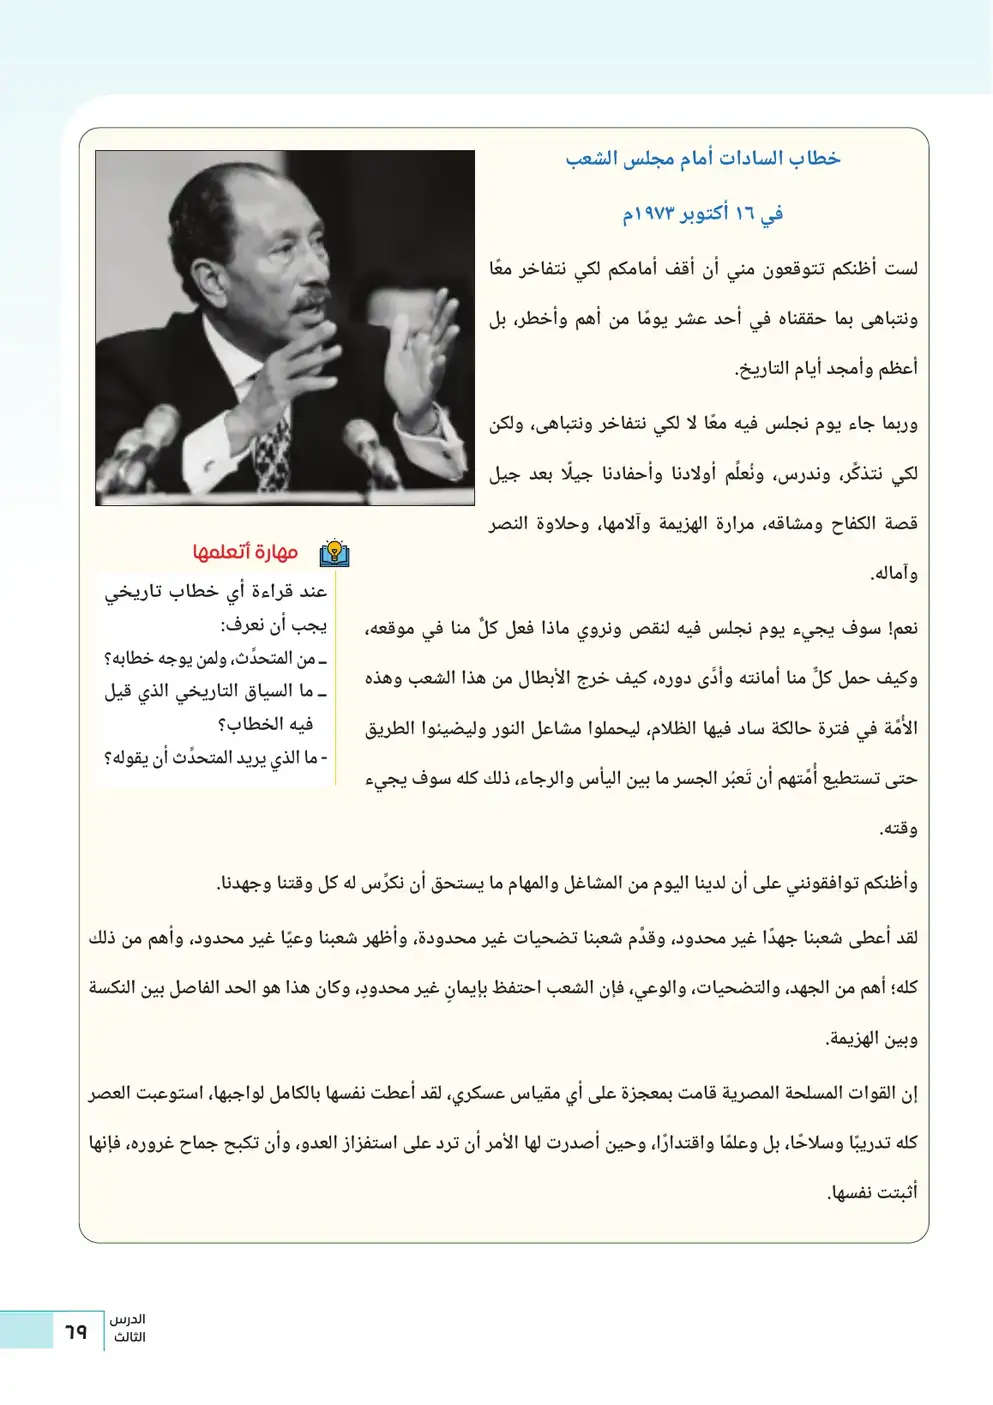 خطاب السادات أمام مجلس الشعب
في ١٦ أكتوبر ١٩٧٣م
لست أظنكم تتوقعون مني أن أقف أمامكم لكي نتفاخر معًا
ونتباهى بما حققناه في أحد عشر يومًا من أهم وأخطر، بل
أعظم وأمجد أيام التاريخ.
وربما جاء يوم نجلس فيه معًا لا لكي نتفاخر ونتباهى، ولكن
لكي نتذكَّر، وندرس، ونُعلِّم أولادنا وأحفادنا جيلًا بعد جيل
قصة الكفاح ومشاقه، مرارة الهزيمة وآلامها، وحلاوة النصر
وآماله.
نعم! سوف يجيء يوم نجلس فيه لنقص ونروي ماذا فعل كلٌّ منا في موقعه،
وكيف حمل كلٌّ منا أمانته وأدَّى دوره، كيف خرج الأبطال من هذا الشعب وهذه
الأُمَّة في فترة حالكة ساد فيها الظلام، ليحملوا مشاعل النور وليضيئوا الطريق
حتى تستطيع أُمَّتهم أن تَعبُر الجسر ما بين اليأس والرجاء، ذلك كله سوف يجيء
وقته.
مهارة أتعلمها
عند قراءة أي خطاب تاريخي
يجب أن نعرف:
ـ من المتحدِّث، ولمن يوجه خطابه؟
ـ ما السياق التاريخي الذي قيل
فيه الخطاب؟
- ما الذي يريد المتحدِّث أن يقوله؟
وأظنكم توافقونني على أن لدينا اليوم من المشاغل والمهام ما يستحق أن نكرِّس له كل وقتنا وجهدنا.
لقد أعطى شعبنا جهدًا غير محدود، وقدَّم شعبنا تضحيات غير محدودة، وأظهر شعبنا وعيًا غير محدود، وأهم من ذلك
كله؛ أهم من الجهد، والتضحيات، والوعي، فإن الشعب احتفظ بإيمانٍ غير محدودٍ، وكان هذا هو الحد الفاصل بين النكسة
وبين الهزيمة.
إن القوات المسلحة المصرية قامت بمعجزة على أي مقياس عسكري، لقد أعطت نفسها بالكامل لواجبها، استوعبت العصر
كله تدريبًا وسلاحًا، بل وعلمًا واقتدارًا، وحين أصدرت لها الأمر أن ترد على استفزاز العدو، وأن تكبح جماح غروره، فإنها
أثبتت نفسها.
الدرس
الثالث
٦٩